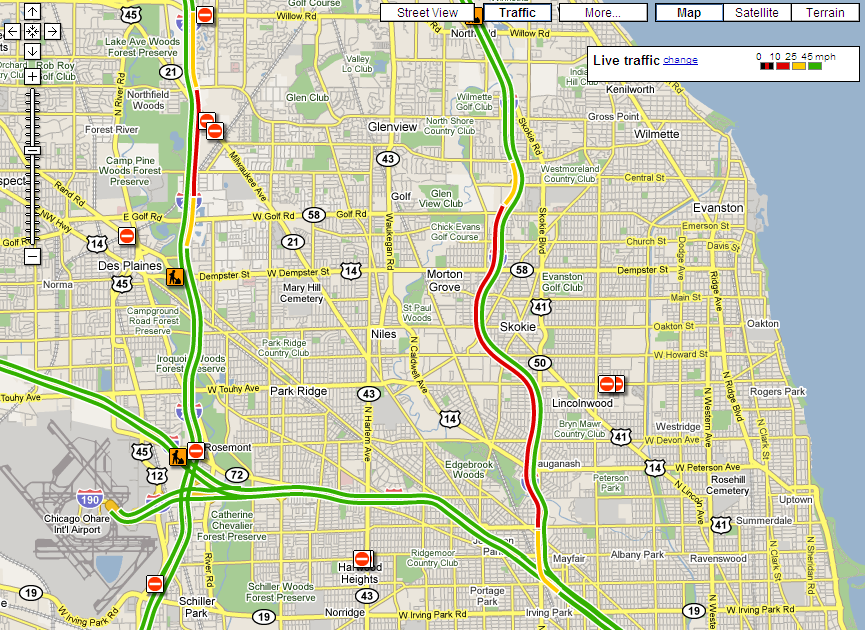 Street View
Traffic
More...
Map
Satellite
Terrain
Live traffic change
0 10 25 45 mph
Golf Course
45
Willow Rd
Willow Rd
Lake Ave Woods
Forest Preserve
Rob Roy
Golf Club
21
N River Rd
Valley
Lo Club
Kenilworth
Northfield
Woods
Glen Club
Wilmette
Golf Club
Gross Point
Forest River
Glenview
North Shore
Country Club
Skokie Rd
Wilmette
Milwaukee Ave
43
Camp Pine
Woods Forest
Preserve
Westmoreland
Country Club
Central St
Rand Rd
Golf
Glen
View Club
Evanston
NW Hwy
E Golf Rd
W Golf Rd
58
Golf Rd
Waukegan Rd
Skokie Blvd
Chick Evans
Golf Course
Emerson St
Golf Rd
14
21
Church St
Dodge Ave
Davis St
Des Plaines
Dempster St
W Dempster St
14
Morton
Grove
58
Evanston
Golf Club
Dempster St
Ridge Ave
Norma
45
Mary Hill
Cemetery
Main St
Campground
Road Forest
Preserve
St Paul
Woods
41
Skokie
Oakton St
Oakton
Niles
Park Ridge
Country Club
N Caldwell Ave
W Howard St
Iroquois Woods
Forest Preserve
50
Touhy Ave
W Touhy Ave
Park Ridge
43
Lincolnwood
N Western Ave
N Ridge Blvd
Rogers Park
N Harlem Ave
14
Bryn Mawr
Country Club
41
Westridge
W Devon Ave
N Clark St
45
Rosemont
12
72
Edgebrook
Woods
auganash
14
W Peterson Ave
Peterson
Park
N Lincoln Ave
Rosehill
Cemetery
190
Chicago Ohare
Int'l Airport
Uptown
Catherine
Chevalier
Forest Preserve
41
Summerdale
River Rd
Ridgemoor
Country Club
Mayfair
Albany Park
Ravenswood
N Clark St
N Sheridan Rd
Harwood
Heights
Schiller Woods
Forest Preserve
19
Schiller
Park
43
Portage
Park
W Irving Park Rd
19
Norridge
Irving Park
19
W Irving Park Rd